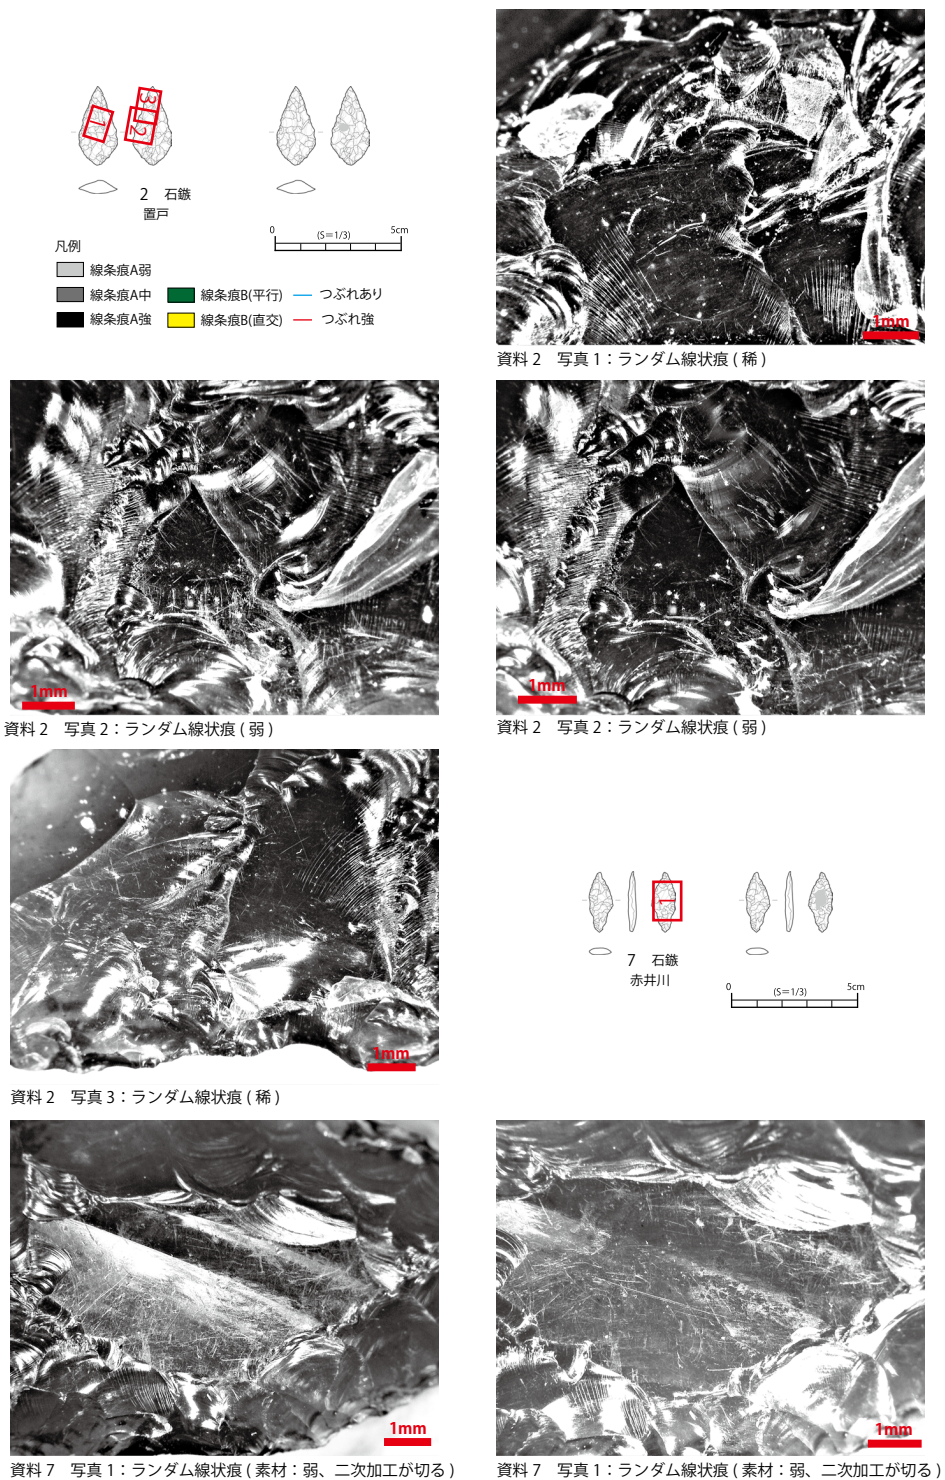 1
3
2
2 石鏃
置戸
0 (S=1/3) 5cm
凡例
線条痕A弱
線条痕A中 線条痕B(平行) つぶれあり
線条痕A強 線条痕B(直交) つぶれ強
1mm
資料 2 写真 1：ランダム線状痕 ( 稀 )
1mm
資料 2 写真 2：ランダム線状痕 ( 弱 )
1mm
資料 2 写真 2：ランダム線状痕 ( 弱 )
1mm
資料 2 写真 3：ランダム線状痕 ( 稀 )
1
7 石鏃
赤井川
0 (S=1/3) 5cm
1mm
資料 7 写真 1：ランダム線状痕 ( 素材：弱、二次加工が切る )
1mm
資料 7 写真 1：ランダム線状痕 ( 素材：弱、二次加工が切る )